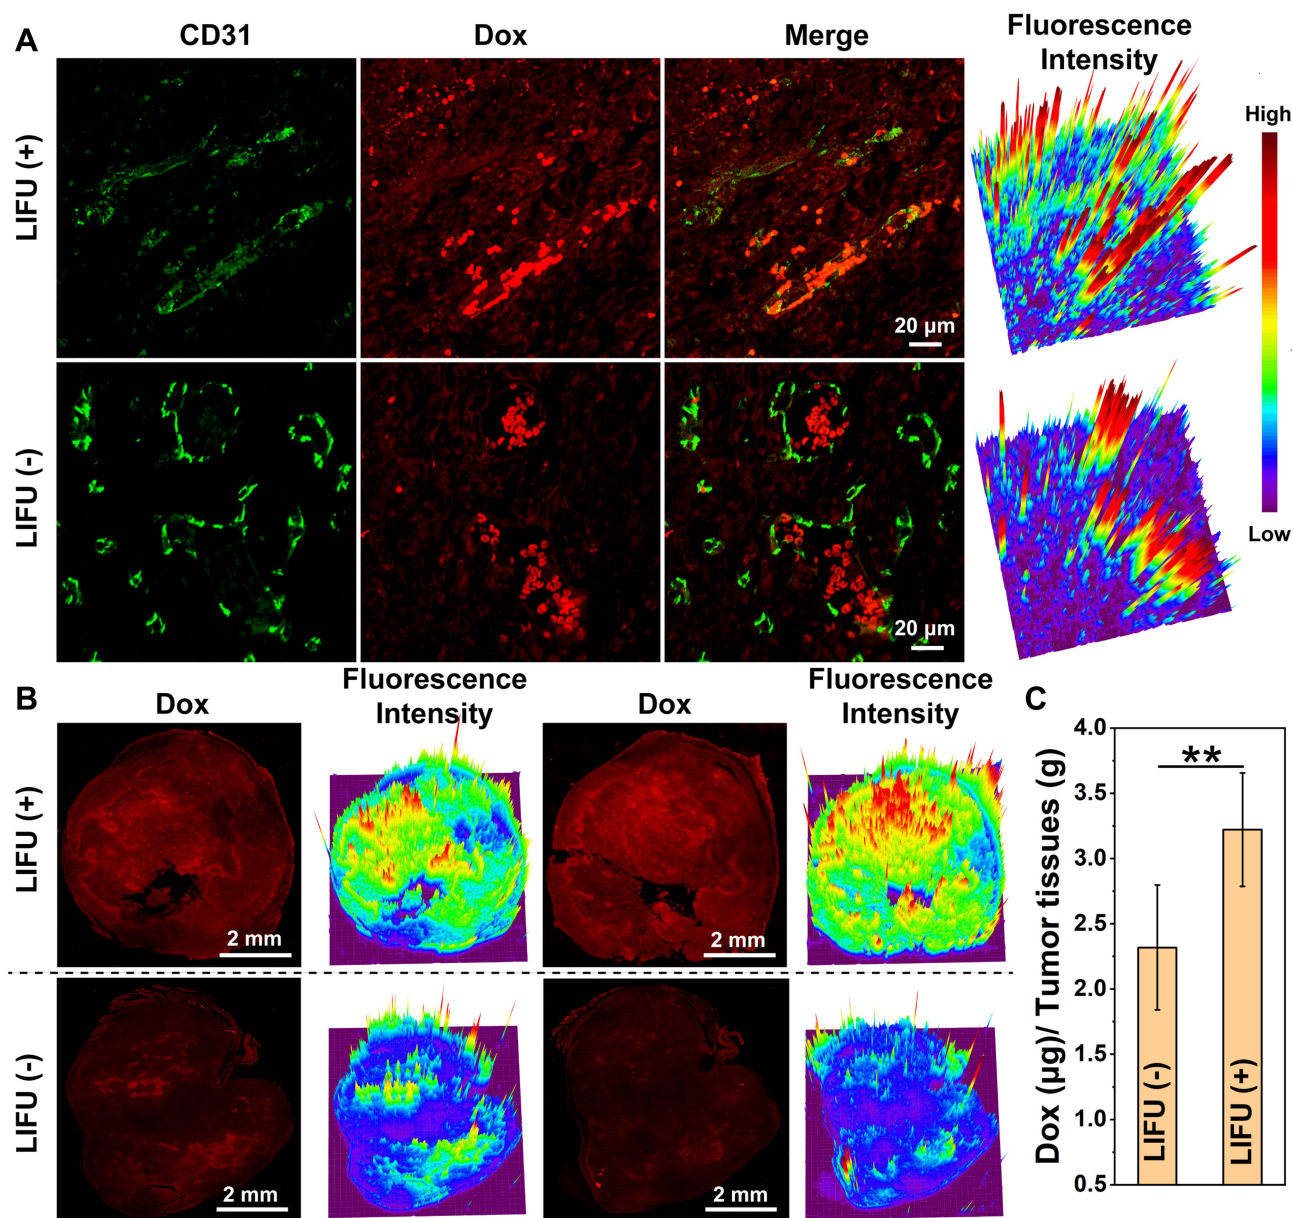 A
CD31
Dox
Merge
Fluorescence
Intensity
LIFU (+)
20 μm
High
Low
LIFU (-)
20 μm
B
Dox
Fluorescence
Intensity
Dox
Fluorescence
Intensity
LIFU (+)
2 mm
2 mm
LIFU (-)
2 mm
2 mm
C
Dox (μg)/ Tumor tissues (g)
4.0
3.5
3.0
2.5
2.0
1.5
1.0
0.5
**
LIFU (-)
LIFU (+)